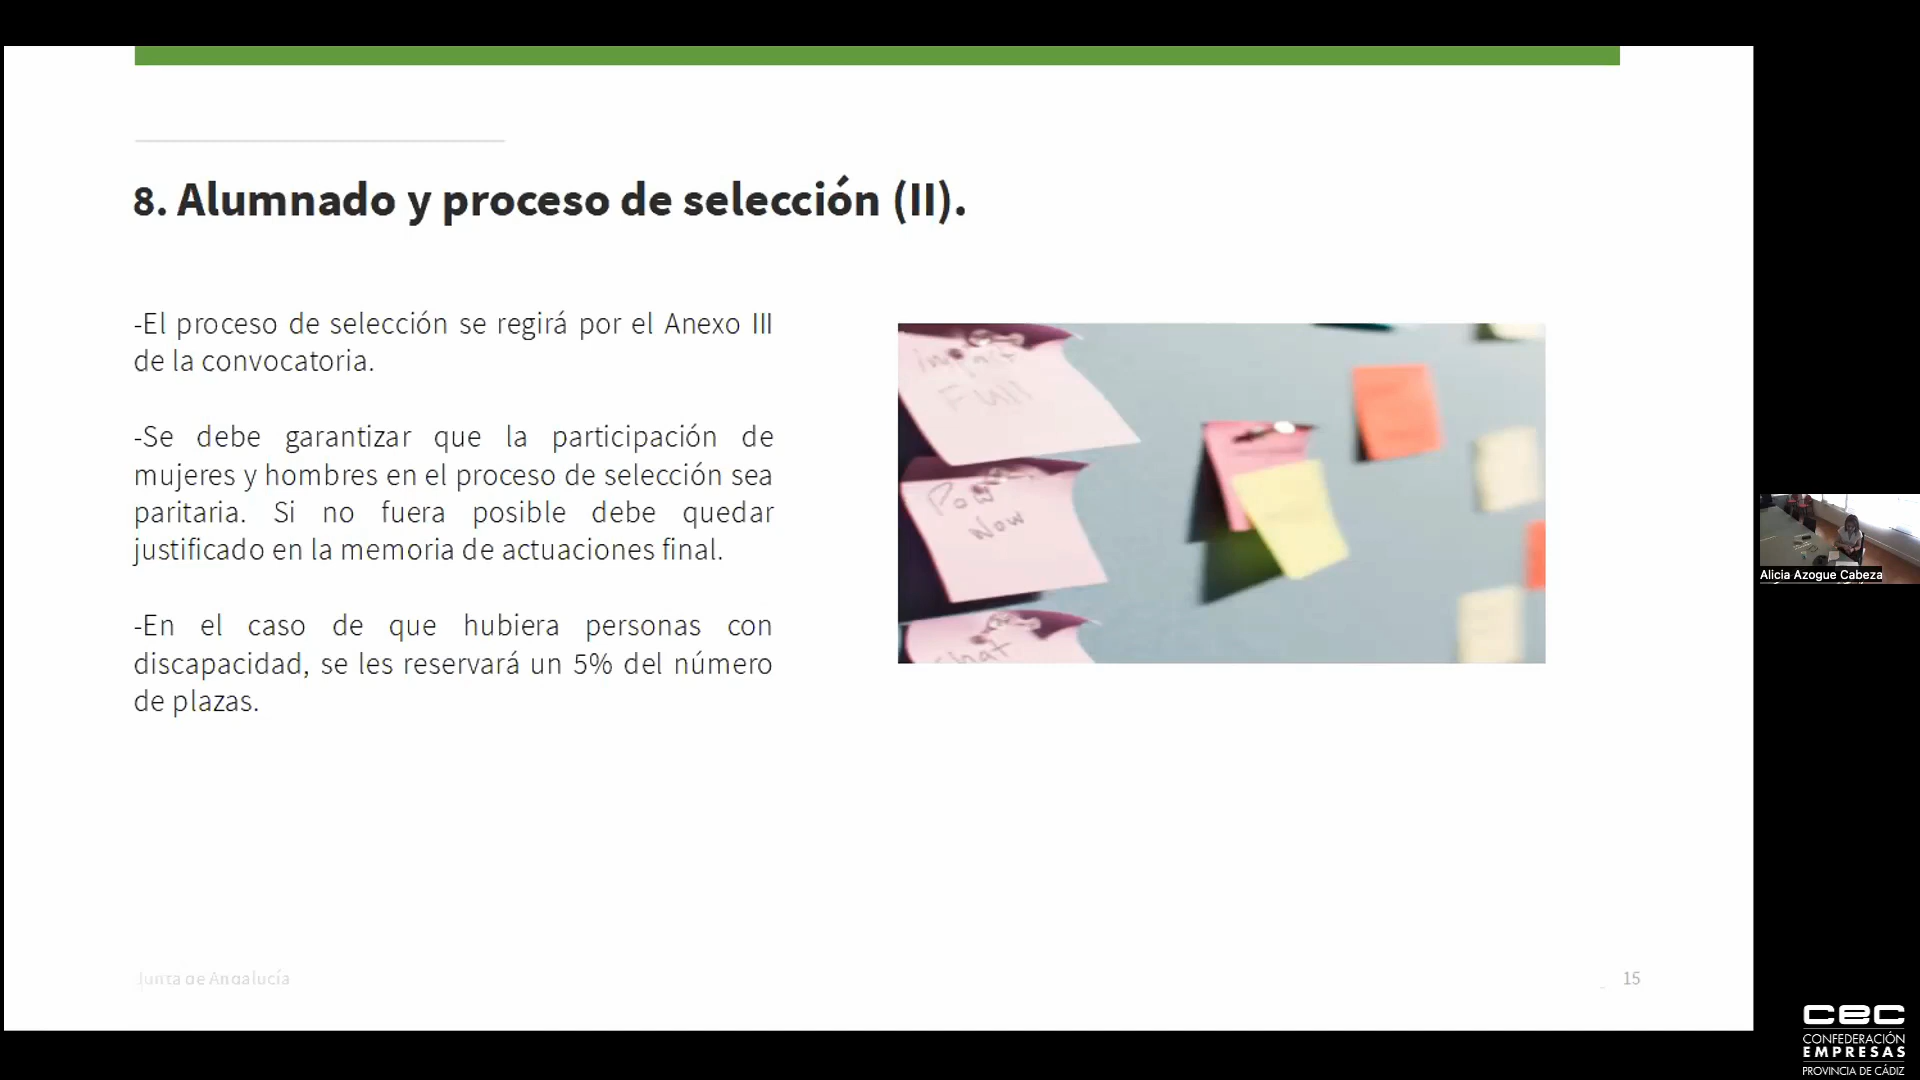 8. Alumnado y proceso de selección (II).
-El proceso de selección se regirá por el Anexo III
de la convocatoria.
-Se debe garantizar que la participación de
mujeres y hombres en el proceso de selección sea
paritaria. Si no fuera posible debe quedar
justificado en la memoria de actuaciones final.
-En el caso de que hubiera personas con
discapacidad, se les reservará un 5% del número
de plazas.
Full
Now
Alicia Azogue Cabeza
Junta de Andalucía
15
cec
CONFEDERACIÓN
EMPRESAS
PROVINCIA DE CÁDIZ